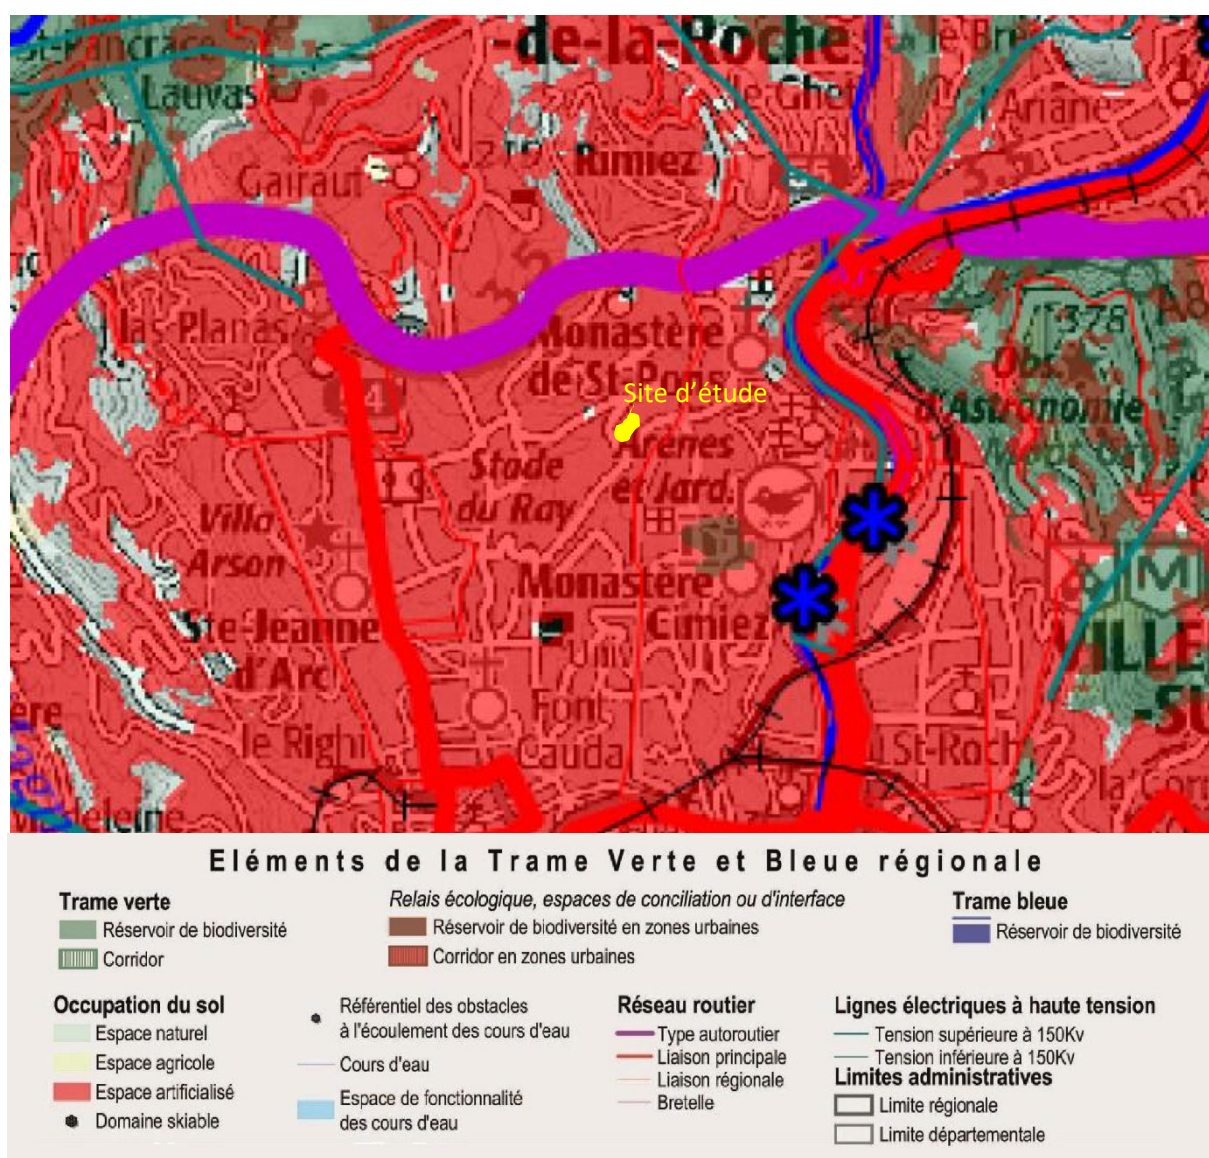 -de-la-Roche
St-Pancrace
Lauvas
Ariane
Gairaut
Rimiez
las Planas
Monastère
de St-Pons
Site d'étude
378
A8
d'Astronomie
Arènes
et Jard.
Stade
du Ray
Villa
Arson
Monastère
Cimiez
Ste-Jeanne
d'Arc
Univ.
Font
Cauda
le Righi
St-Roch
Eléments de la Trame Verte et Bleue régionale
Trame verte
Réservoir de biodiversité
Corridor
Relais écologique, espaces de conciliation ou d'interface
Réservoir de biodiversité en zones urbaines
Corridor en zones urbaines
Trame bleue
Réservoir de biodiversité
Occupation du sol
Espace naturel
Espace agricole
Espace artificialisé
Domaine skiable
Référentiel des obstacles
à l'écoulement des cours d'eau
Cours d'eau
Espace de fonctionnalité
des cours d'eau
Réseau routier
Type autoroutier
Liaison principale
Liaison régionale
Bretelle
Lignes électriques à haute tension
Tension supérieure à 150Kv
Tension inférieure à 150Kv
Limites administratives
Limite régionale
Limite départementale